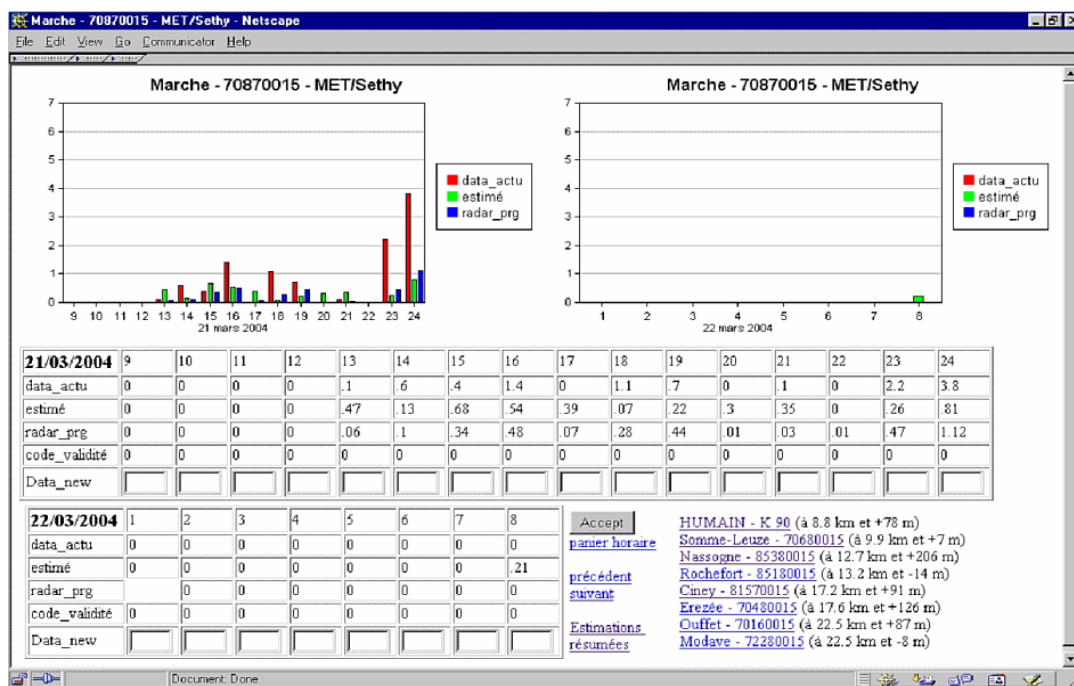 Marche - 70870015 - MET/Sethy - Netscape
File Edit View Go Communicator Help
Marche - 70870015 - MET/Sethy
7
6
5
4
3
2
1
0
9 10 11 12 13 14 15 16 17 18 19 20 21 22 23 24
21 mars 2004
data_actu
estimé
radar_prg
Marche - 70870015 - MET/Sethy
7
6
5
4
3
2
1
0
1 2 3 4 5 6 7 8
22 mars 2004
data_actu
estimé
radar_prg
21/03/2004 9 10 11 12 13 14 15 16 17 18 19 20 21 22 23 24
data_actu 0 0 0 0 .1 .6 .4 1.4 0 1.1 .7 0 .1 0 2.2 3.8
estimé 0 0 0 0 .47 .13 .68 .54 .39 .07 .22 .3 .35 0 .26 .81
radar_prg 0 0 0 0 .06 .1 .34 .48 .07 .28 .44 .01 .03 .01 .47 1.12
code_validité 0 0 0 0 0 0 0 0 0 0 0 0 0 0 0 0
Data_new
22/03/2004 1 2 3 4 5 6 7 8
data_actu 0 0 0 0 0 0 0 0
estimé 0 0 0 0 0 0 0 .21
radar_prg 0 0 0 0 0 0 0
code_validité 0 0 0 0 0 0 0 0
Data_new
Accept
panier horaire
précédent
suivant
Estimations
résumées
HUMAIN - K 90 (à 8.8 km et +78 m)
Somme-Leuze - 70680015 (à 9.9 km et +7 m)
Nassogne - 85380015 (à 12.7 km et +206 m)
Rochefort - 85180015 (à 13.2 km et -14 m)
Ciney - 81570015 (à 17.2 km et +91 m)
Erezée - 70480015 (à 17.6 km et +126 m)
Ouffet - 70160015 (à 22.5 km et +87 m)
Modave - 72280015 (à 22.5 km et -8 m)
Document: Done